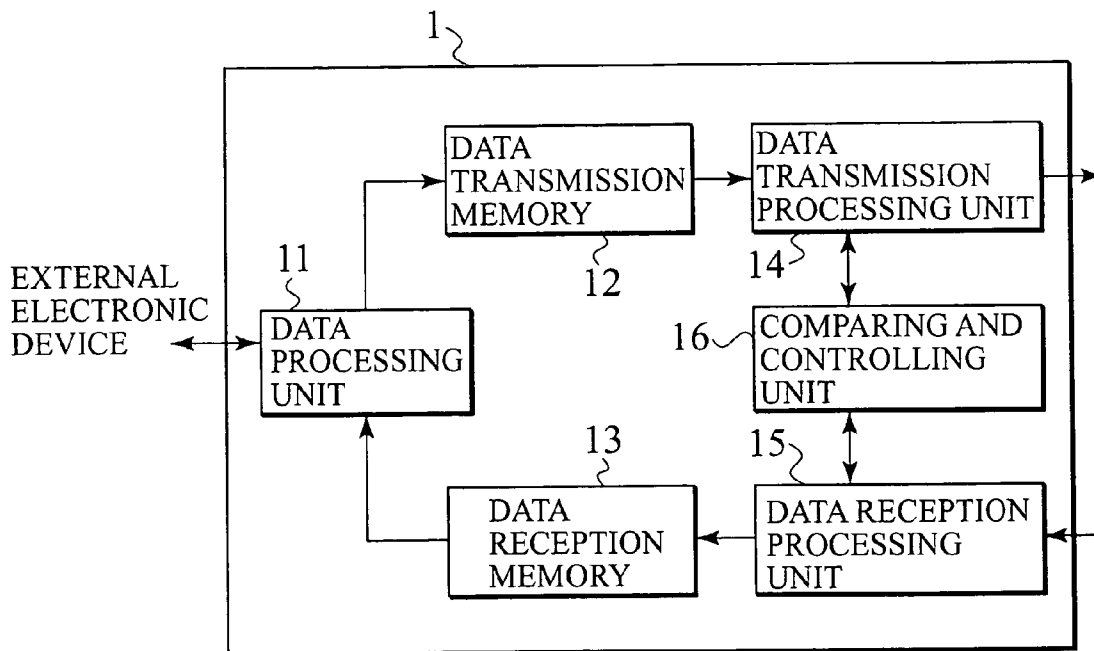 1
DATA
TRANSMISSION
MEMORY
12
DATA
TRANSMISSION
PROCESSING UNIT
14
EXTERNAL
ELECTRONIC
DEVICE
11
DATA
PROCESSING
UNIT
16
COMPARING AND
CONTROLLING
UNIT
13
DATA
RECEPTION
MEMORY
15
DATA RECEPTION
PROCESSING
UNIT